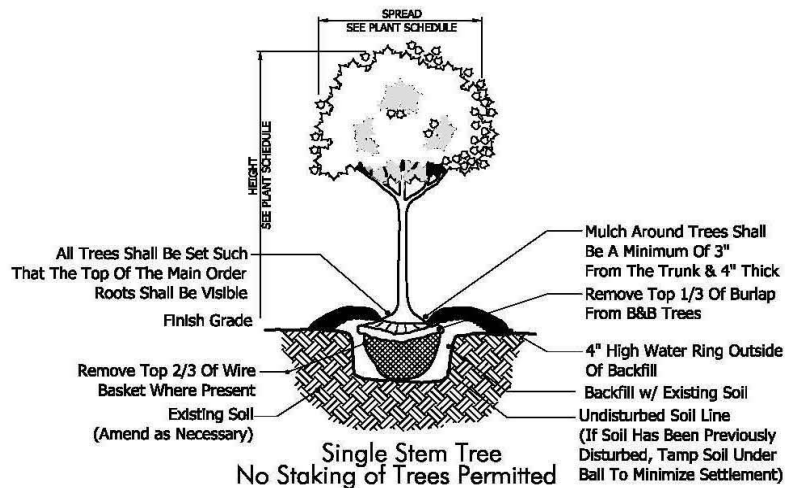 SPREAD
SEE PLANT SCHEDULE
HEIGHT
SEE PLANT SCHEDULE
All Trees Shall Be Set Such
That The Top Of The Main Order
Roots Shall Be Visible
Finish Grade
Remove Top 2/3 Of Wire
Basket Where Present
Existing Soil
(Amend as Necessary)
Mulch Around Trees Shall
Be A Minimum Of 3"
From The Trunk & 4" Thick
Remove Top 1/3 Of Burlap
From B&B Trees
4" High Water Ring Outside
Of Backfill
Backfill w/ Existing Soil
Undisturbed Soil Line
(If Soil Has Been Previously
Disturbed, Tamp Soil Under
Ball To Minimize Settlement)
Single Stem Tree
No Staking of Trees Permitted